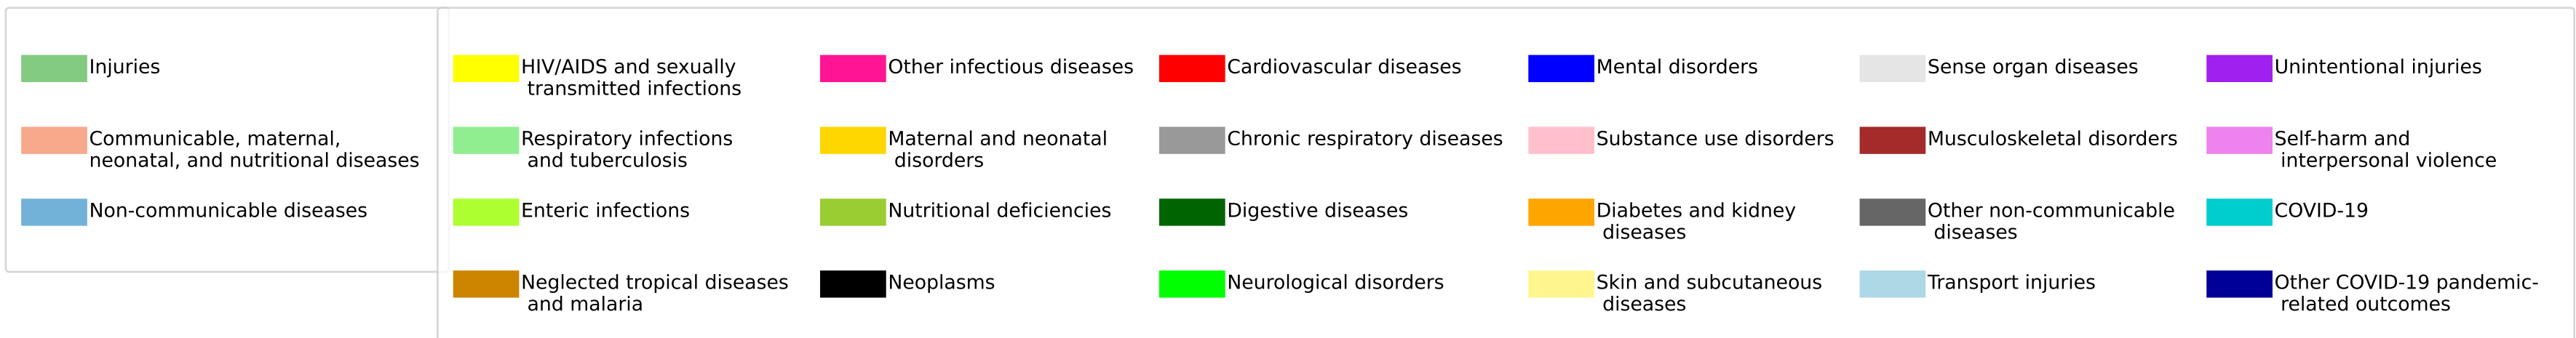 Injuries
Communicable, maternal,
neonatal, and nutritional diseases
Non-communicable diseases
HIV/AIDS and sexually
transmitted infections
Respiratory infections
and tuberculosis
Enteric infections
Neglected tropical diseases
and malaria
Other infectious diseases
Maternal and neonatal
disorders
Nutritional deficiencies
Neoplasms
Cardiovascular diseases
Chronic respiratory diseases
Digestive diseases
Neurological disorders
Mental disorders
Substance use disorders
Diabetes and kidney
diseases
Skin and subcutaneous
diseases
Sense organ diseases
Musculoskeletal disorders
Other non-communicable
diseases
Transport injuries
Unintentional injuries
Self-harm and
interpersonal violence
COVID-19
Other COVID-19 pandemic-
related outcomes